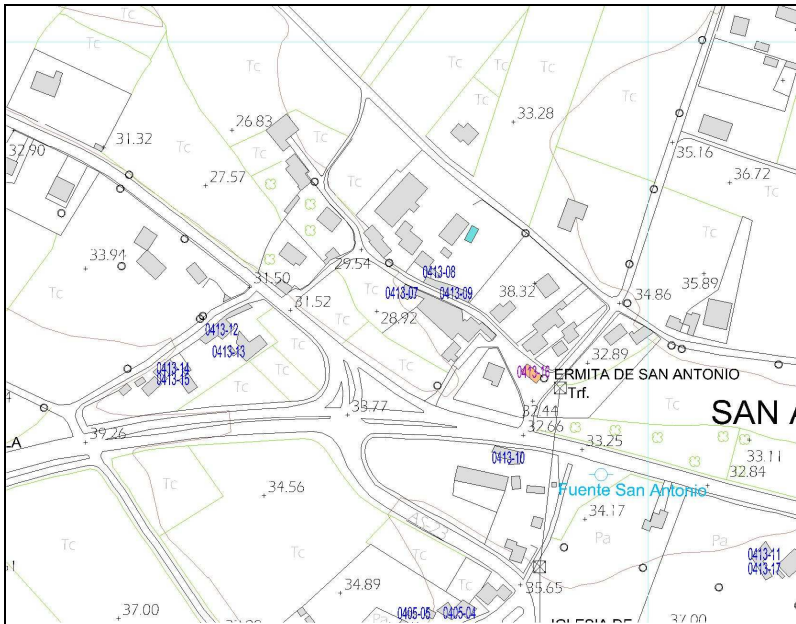 Tc
Tc
Tc
Tc
Tc
26.83
33.28
Tc
Tc
31.32
Tc
35.16
32.90
Tc
36.72
27.57
Tc
Tc
33.94
29.54
0413-08
35.89
Tc
31.50
38.32
0413-07
0413-09
34.86
31.52
Tc
28.92
0413-12
0413-13
Tc
32.89
0413-14
0413-15
Tc
ERMITA DE SAN ANTONIO
Trf.
Tc
32.44
33.77
SAN A
32.66
39.26
LA
33.25
33.11
0413-10
32.84
34.56
Fuente San Antonio
34.17
Tc
Tc
Pa
Pa
0413-11
0413-17
34.89
Tc
35.65
37.00
Pa
0405-04
IGLESIA DE
37.00